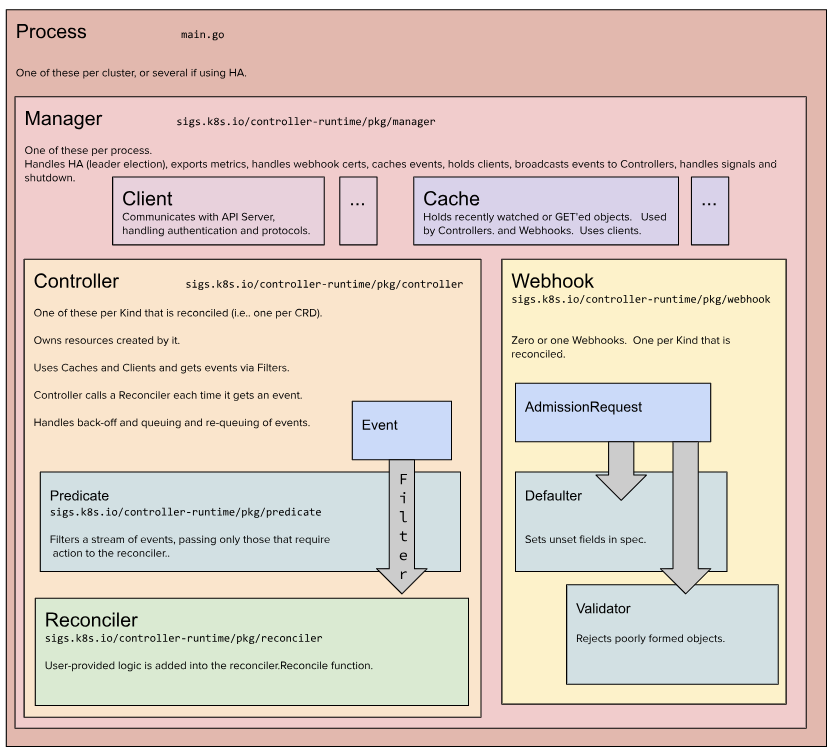 Process main.go
One of these per cluster, or several if using HA.
Manager sigs.k8s.io/controller-runtime/pkg/manager
One of these per process.
Handles HA (leader election), exports metrics, handles webhook certs, caches events, holds clients, broadcasts events to Controllers, handles signals and
shutdown.
Client
Communicates with API Server,
handling authentication and protocols.
...
Cache
Holds recently watched or GET'ed objects. Used
by Controllers. and Webhooks. Uses clients.
...
Controller sigs.k8s.io/controller-runtime/pkg/controller
One of these per Kind that is reconciled (i.e.. one per CRD).
Owns resources created by it.
Uses Caches and Clients and gets events via Filters.
Controller calls a Reconciler each time it gets an event.
Handles back-off and queuing and re-queuing of events.
Event
Filter
Predicate
sigs.k8s.io/controller-runtime/pkg/predicate
Filters a stream of events, passing only those that require
action to the reconciler..
Reconciler
sigs.k8s.io/controller-runtime/pkg/reconciler
User-provided logic is added into the reconciler.Reconcile function.
Webhook
sigs.k8s.io/controller-runtime/pkg/webhook
Zero or one Webhooks. One per Kind that is
reconciled.
AdmissionRequest
Defaulter
Sets unset fields in spec.
Validator
Rejects poorly formed objects.